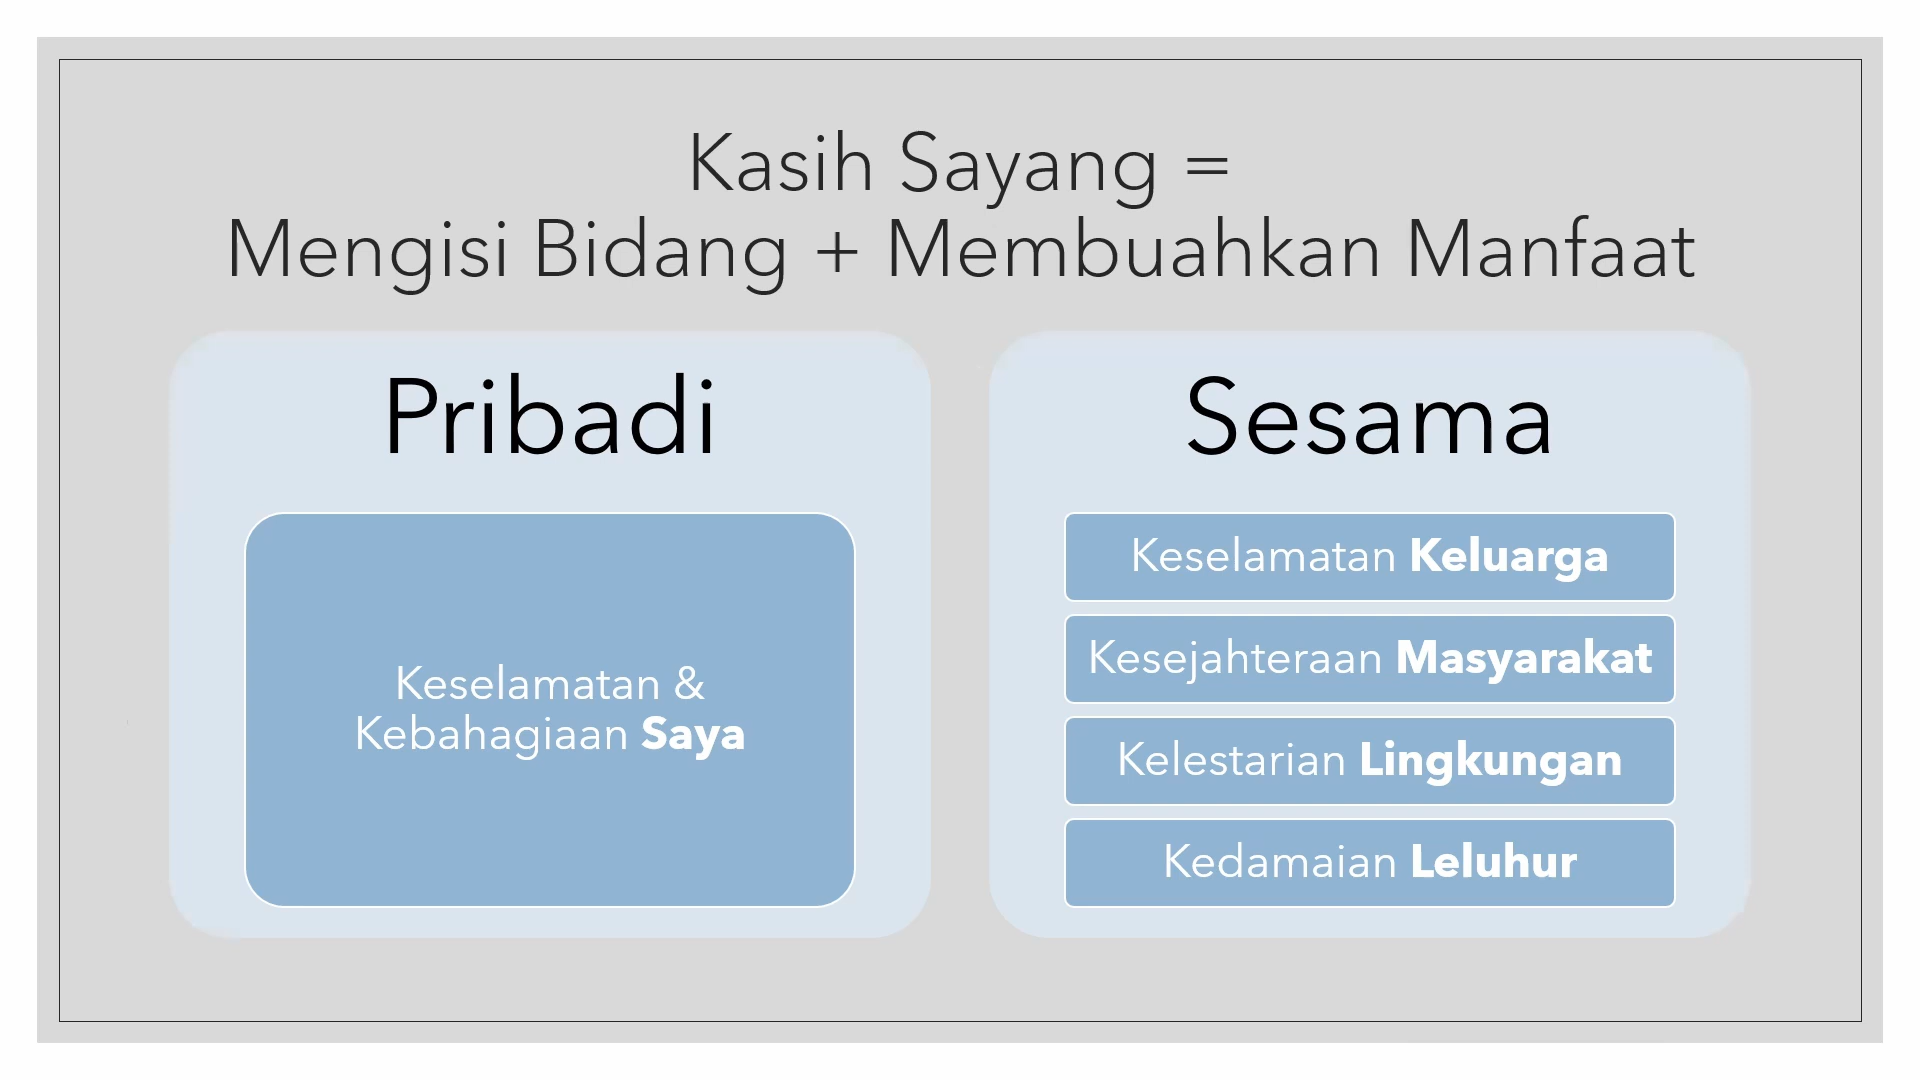 Kasih Sayang =
Mengisi Bidang + Membuahkan Manfaat
Pribadi
Keselamatan &
Kebahagiaan Saya
Sesama
Keselamatan Keluarga
Kesejahteraan Masyarakat
Kelestarian Lingkungan
Kedamaian Leluhur